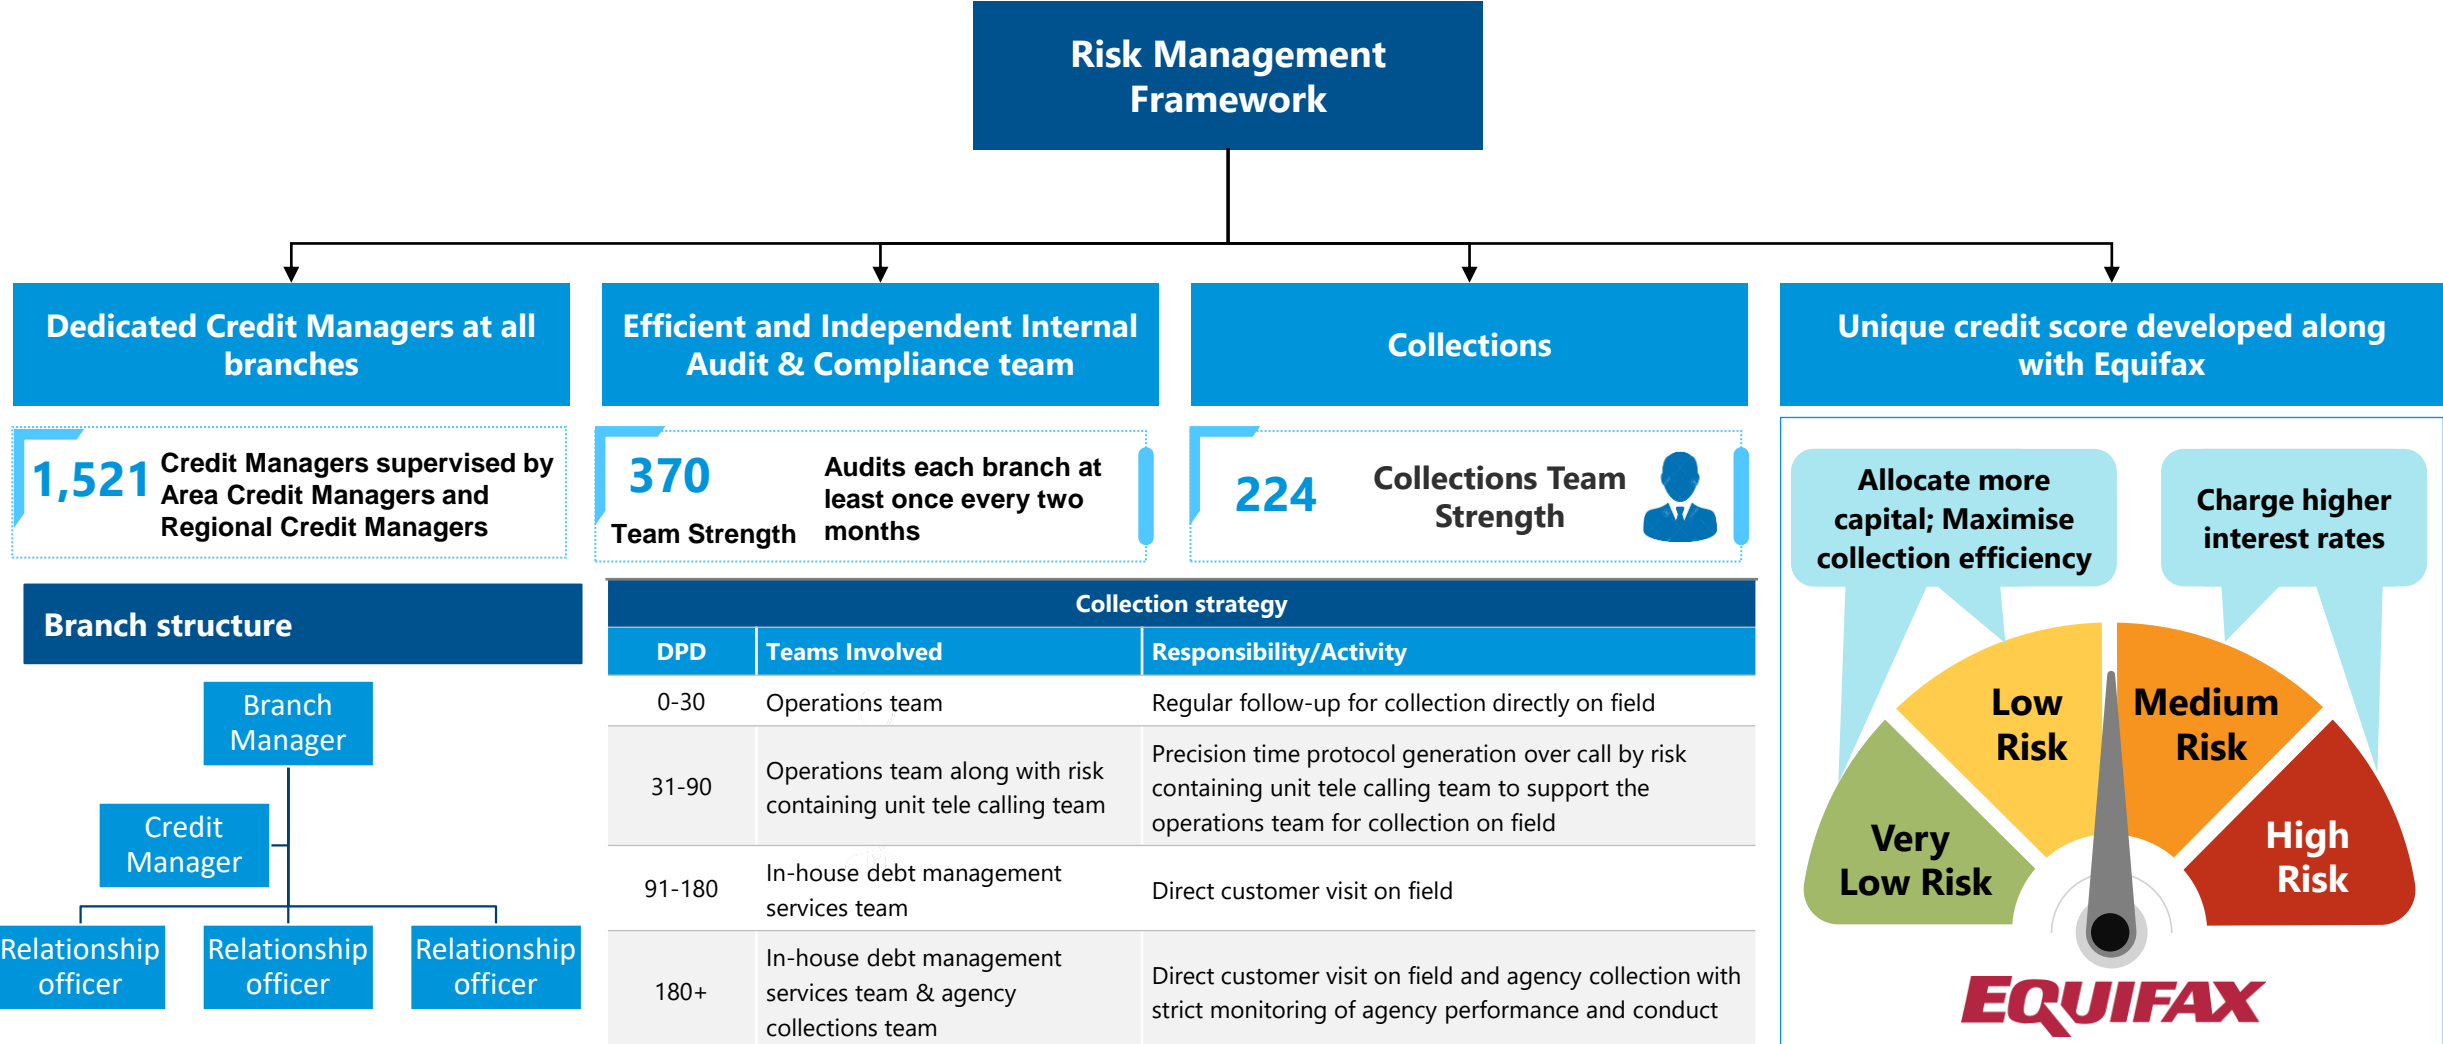 Risk Management
Framework
Dedicated Credit Managers at all
branches
Efficient and Independent Internal
Audit & Compliance team
Collections
Unique credit score developed along
with Equifax
1,521
Credit Managers supervised by
Area Credit Managers and
Regional Credit Managers
370
Team Strength
Audits each branch at
least once every two
months
224
Collections Team
Strength
Branch structure
Branch
Manager
Credit
Manager
Relationship
officer
Relationship
officer
Relationship
officer
Collection strategy
DPD
Teams Involved
Responsibility/Activity
0-30
Operations team
Regular follow-up for collection directly on field
31-90
Operations team along with risk
containing unit tele calling team
Precision time protocol generation over call by risk
containing unit tele calling team to support the
operations team for collection on field
91-180
In-house debt management
services team
Direct customer visit on field
180+
In-house debt management
services team & agency
collections team
Direct customer visit on field and agency collection with
strict monitoring of agency performance and conduct
Allocate more
capital; Maximise
collection efficiency
Charge higher
interest rates
Very
Low Risk
Low
Risk
Medium
Risk
High
Risk
EQUIFAX